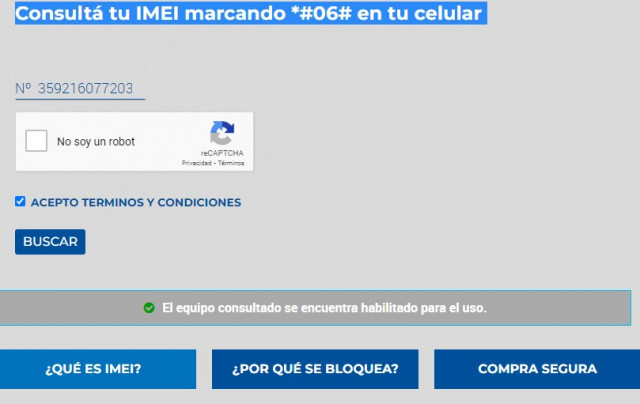 Consultá tu IMEI marcando *#06# en tu celular
Nº 359216077203
No soy un robot
reCAPTCHA
Privacidad - Términos
ACEPTO TERMINOS Y CONDICIONES
BUSCAR
El equipo consultado se encuentra habilitado para el uso.
¿QUÉ ES IMEI? ¿POR QUÉ SE BLOQUEA? COMPRA SEGURA